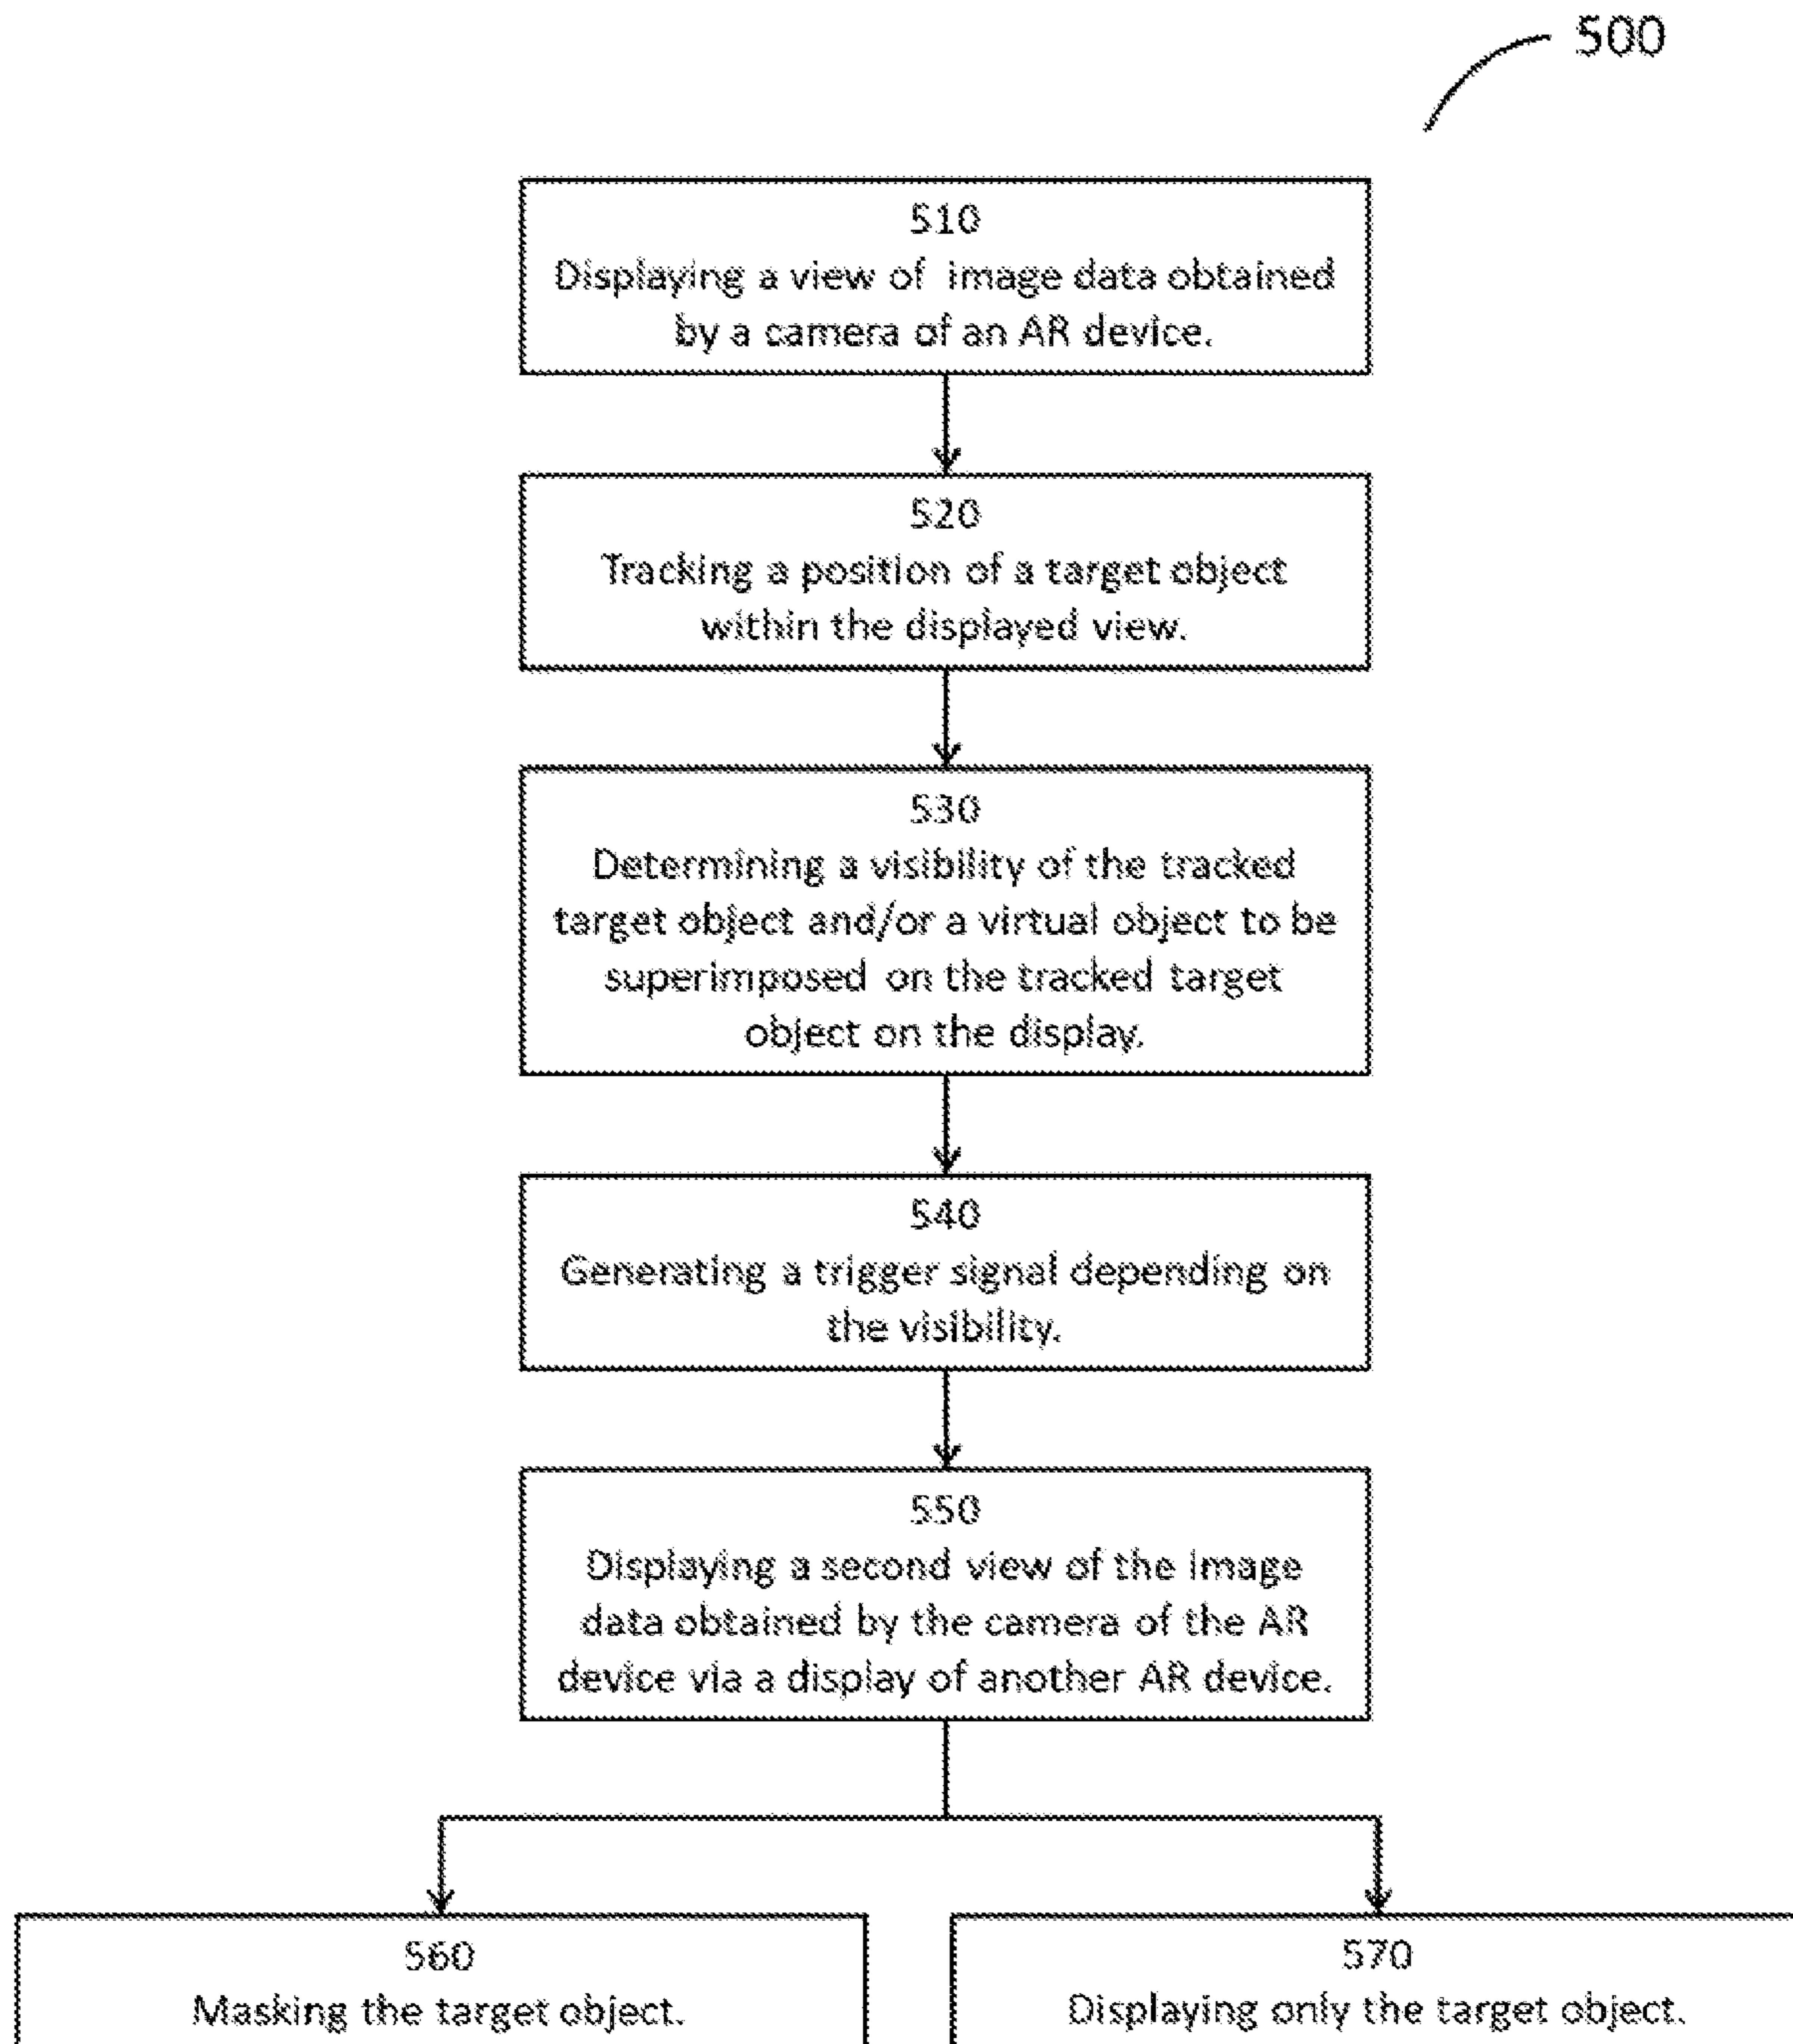 500
510
Displaying a view of image data obtained
by a camera of an AR device.
520
Tracking a position of a target object
within the displayed view.
530
Determining a visibility of the tracked
target object and/or a virtual object to be
superimposed on the tracked target
object on the display.
540
Generating a trigger signal depending on
the visibility.
550
Displaying a second view of the image
data obtained by the camera of the AR
device via a display of another AR device.
560
Masking the target object.
570
Displaying only the target object.